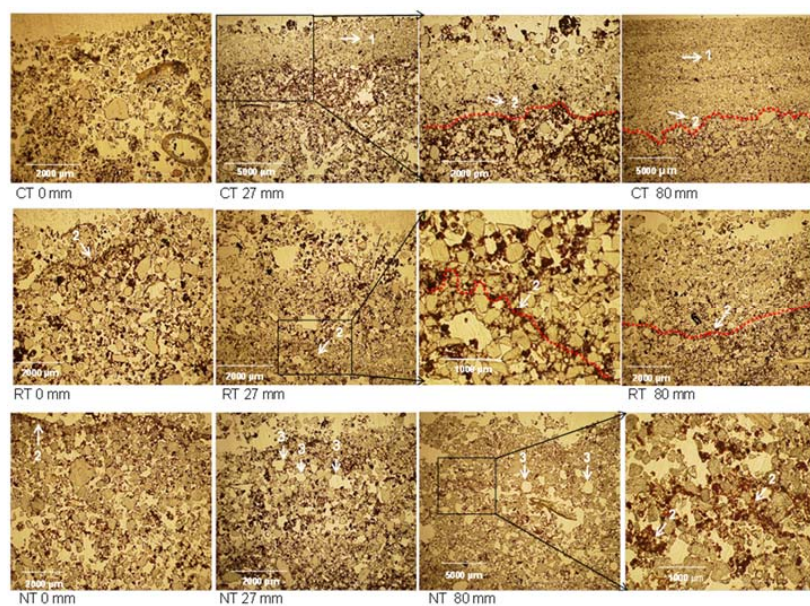 1
2
1
2
2000 µm
5000 µm
2000 µm
5000 µm
CT 0 mm
CT 27 mm
CT 80 mm
2
2
2
2
2000 µm
2000 µm
1000 µm
2000 µm
RT 0 mm
RT 27 mm
RT 80 mm
2
3
3
3
3
3
2
2
2000 µm
2000 µm
5000 µm
1000 µm
NT 0 mm
NT 27 mm
NT 80 mm